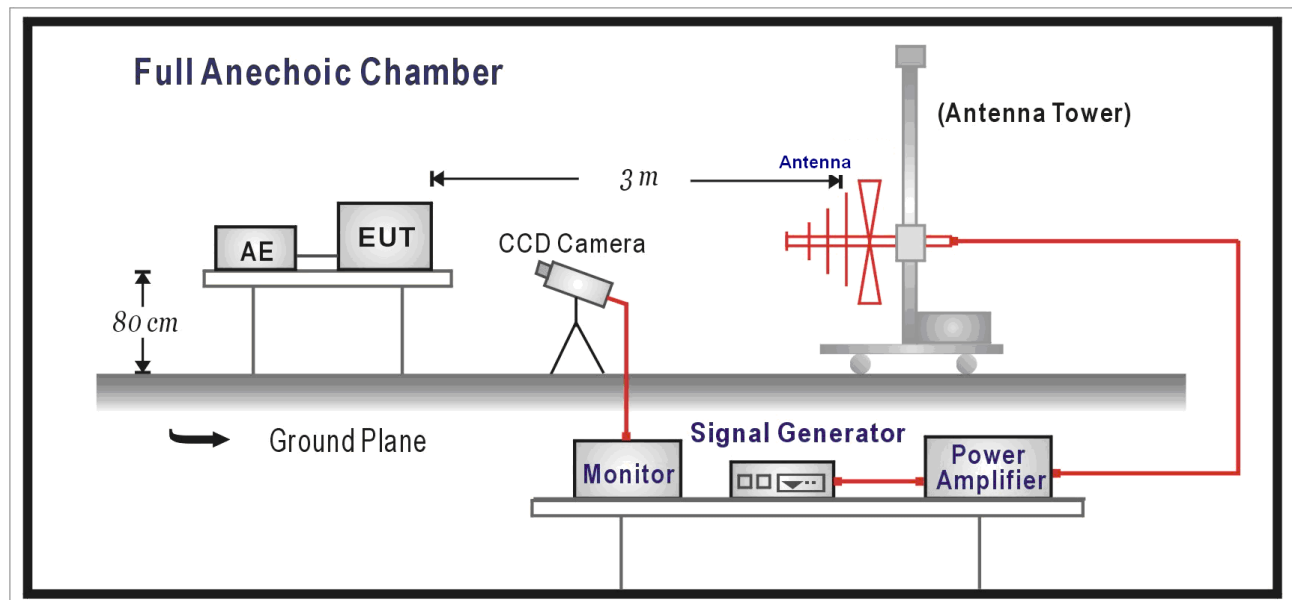 Full Anechoic Chamber
(Antenna Tower)
Antenna
3 m
AE
EUT
CCD Camera
80 cm
Ground Plane
Signal Generator
Monitor
Power
Amplifier